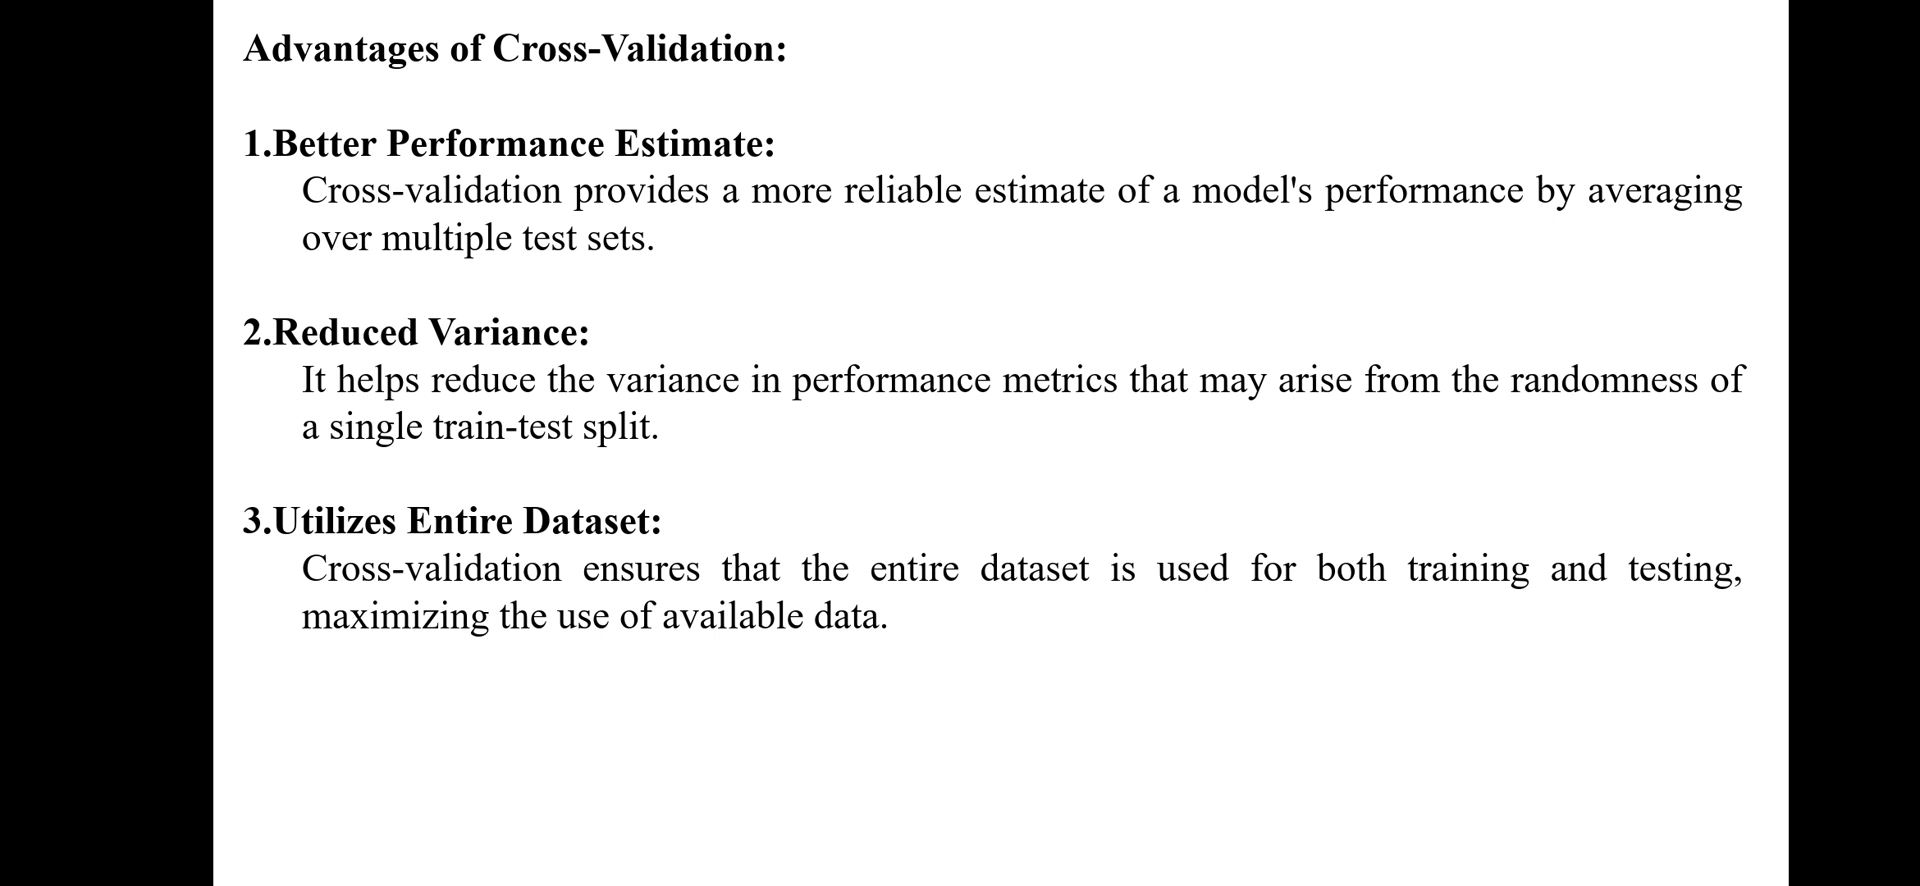 Advantages of Cross-Validation:
1.Better Performance Estimate:
Cross-validation provides a more reliable estimate of a model's performance by averaging
over multiple test sets.
2.Reduced Variance:
It helps reduce the variance in performance metrics that may arise from the randomness of
a single train-test split.
3.Utilizes Entire Dataset:
Cross-validation ensures that the entire dataset is used for both training and testing,
maximizing the use of available data.